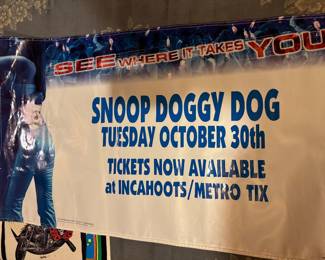 SEE WHERE IT TAKES YOU
SNOOP DOGGY DOG
TUESDAY OCTOBER 30th
TICKETS NOW AVAILABLE
at INCAHOOTS/METRO TIX